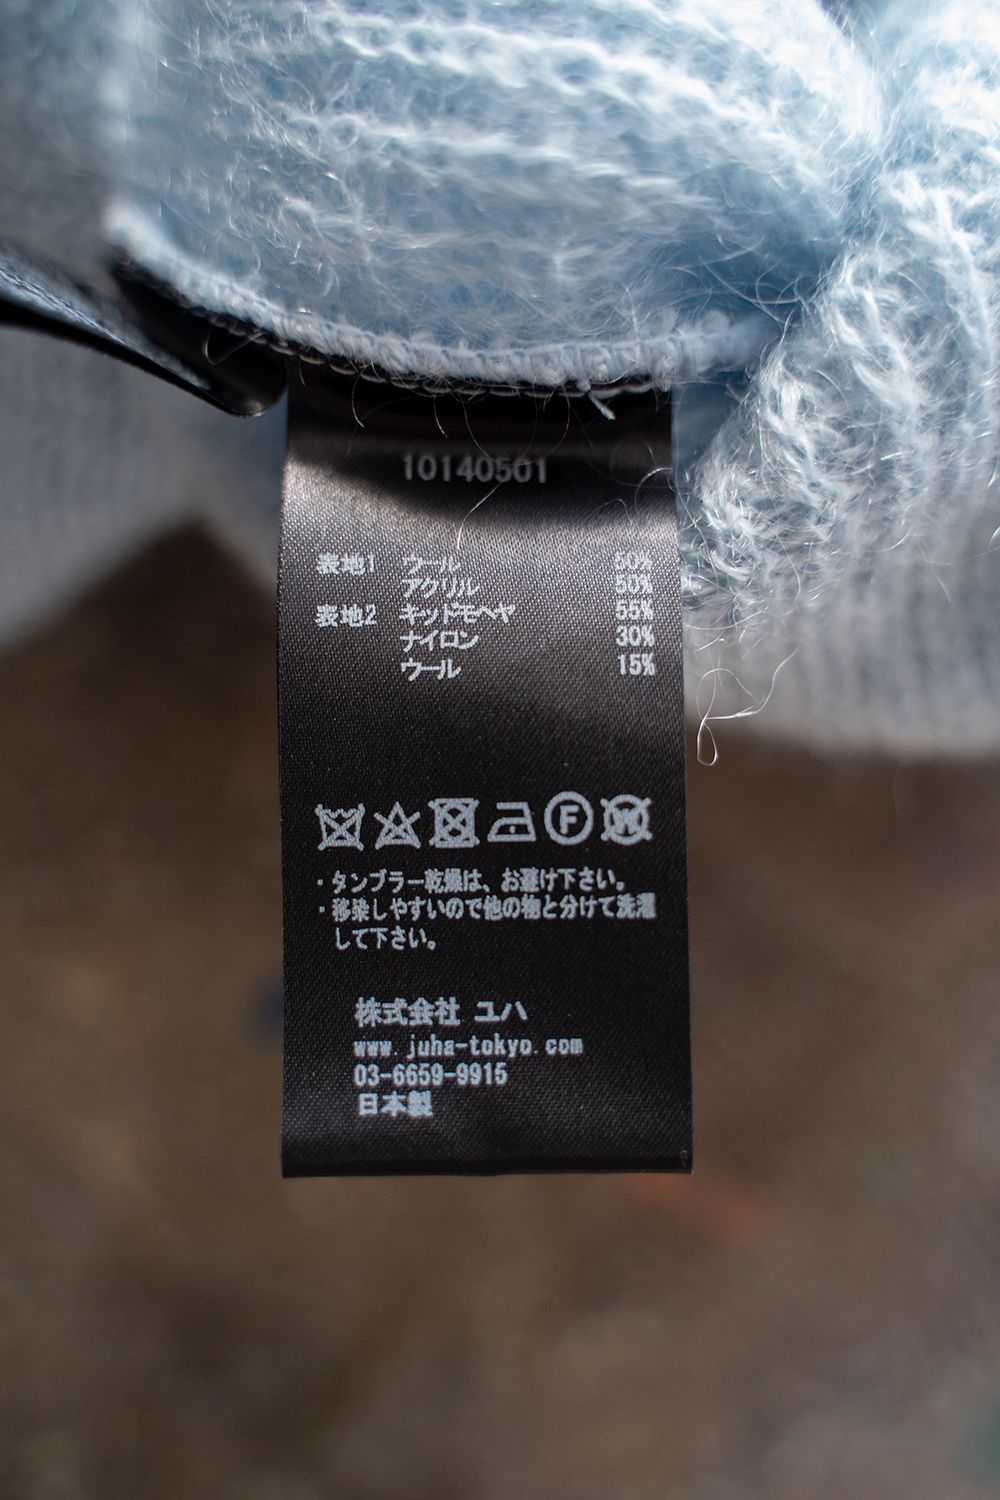 10140501
表地1 ウール 50%
アクリル 50%
表地2 キッドモヘヤ 55%
ナイロン 30%
ウール 15%
F W
・タンブラー乾燥は、お避け下さい。
・移染しやすいので他の物と分けて洗濯
して下さい。
株式会社 ユハ
www.juha-tokyo.com
03-6659-9915
日本製